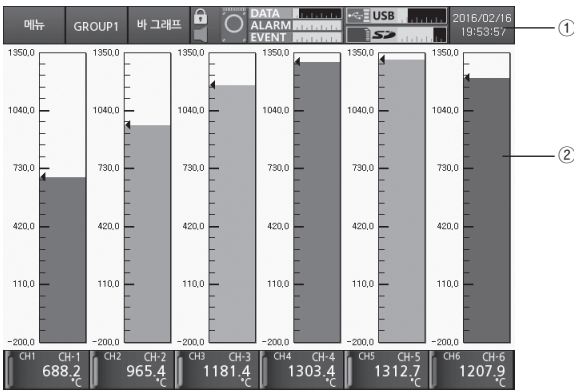 메뉴 GROUP1 바 그래프 DATA USB 2016/02/16
ALARM 19:53:57 ①
EVENT SD
1350,0 1350,0 1350,0 1350,0 1350,0 1350,0
1040,0 1040,0 1040,0 1040,0 1040,0 1040,0
②
730,0 730,0 730,0 730,0 730,0 730,0
420,0 420,0 420,0 420,0 420,0 420,0
110,0 110,0 110,0 110,0 110,0 110,0
-200,0 -200,0 -200,0 -200,0 -200,0 -200,0
CH1 CH-1 CH2 CH-2 CH3 CH-3 CH4 CH-4 CH5 CH-5 CH6 CH-6
688.2 965.4 1181.4 1303.4 1312.7 1207.9
°C °C °C °C °C °C